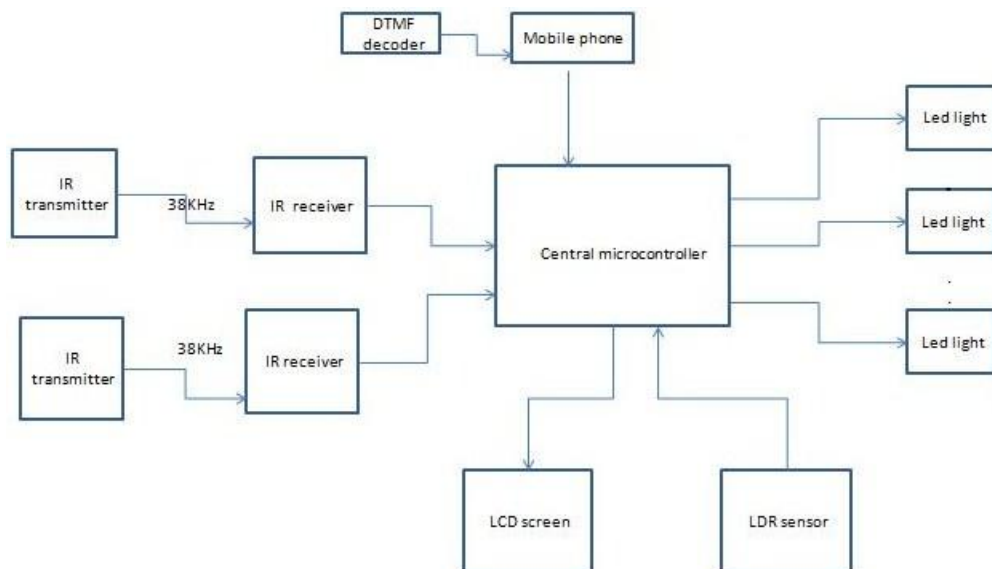 DTMF
decoder
Mobile phone
Led light
IR
transmitter
38KHz
IR receiver
Central microcontroller
Led light
IR
transmitter
38KHz
IR receiver
Led light
LCD screen
LDR sensor